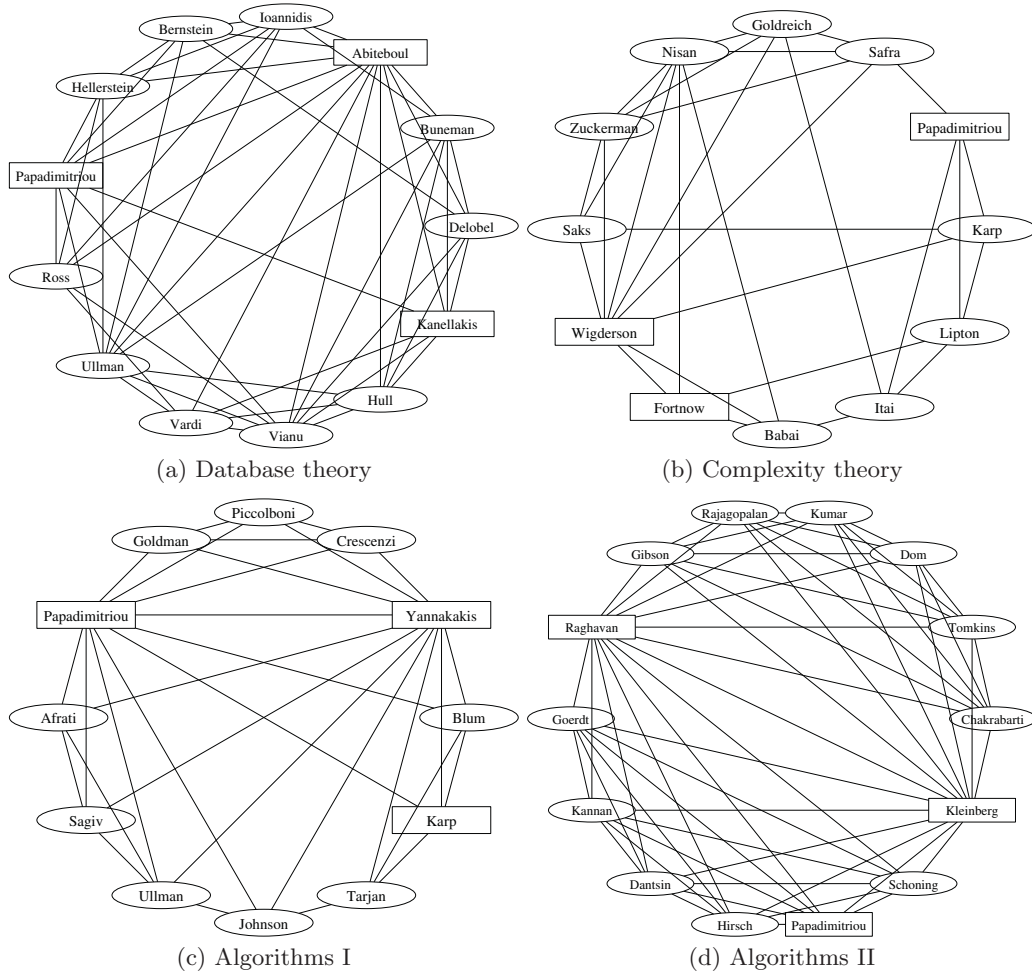 Ioannidis
Bernstein
Abiteboul
Hellerstein
Buneman
Papadimitriou
Delobel
Ross
Kanellakis
Ullman
Hull
Vardi
Vianu
(a) Database theory
Goldreich
Nisan
Safra
Zuckerman
Papadimitriou
Saks
Karp
Wigderson
Lipton
Fortnow
Itai
Babai
(b) Complexity theory
Piccolboni
Goldman
Crescenzi
Papadimitriou
Yannakakis
Afrati
Blum
Sagiv
Karp
Ullman
Tarjan
Johnson
(c) Algorithms I
Rajagopalan
Kumar
Gibson
Dom
Raghavan
Tomkins
Goerdt
Chakrabarti
Kannan
Kleinberg
Dantsin
Schoning
Hirsch
Papadimitriou
(d) Algorithms II